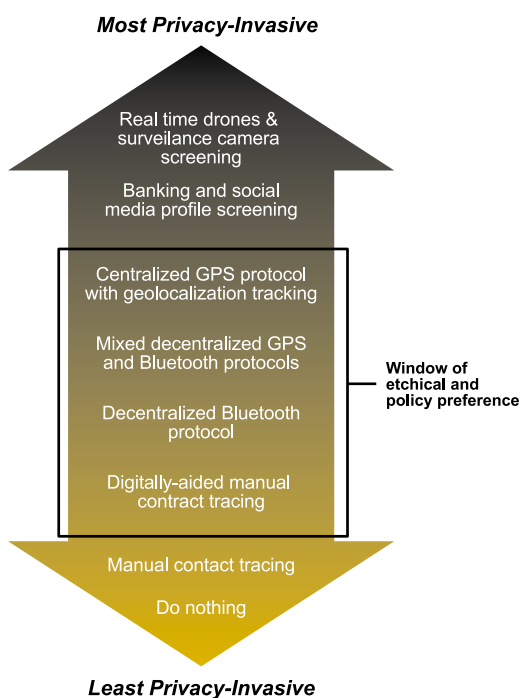 Most Privacy-Invasive
Real time drones &
surveilance camera
screening
Banking and social
media profile screening
Centralized GPS protocol
with geolocalization tracking
Mixed decentralized GPS
and Bluetooth protocols
Window of
etchical and
policy preference
Decentralized Bluetooth
protocol
Digitally-aided manual
contract tracing
Manual contact tracing
Do nothing
Least Privacy-Invasive